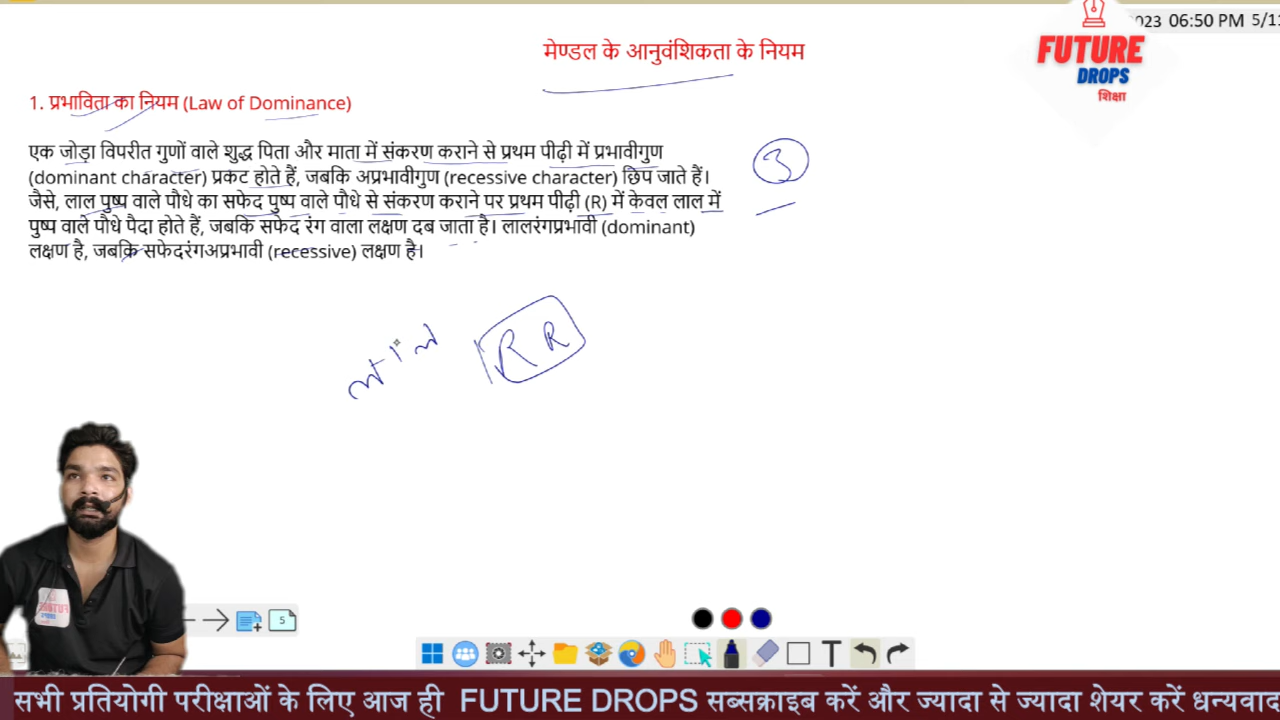 2023 06:50 PM 5/11
मेण्डल के आनुवंशिकता के नियम
FUTURE
DROPS
शिक्षा
1. प्रभाविता का नियम (Law of Dominance)
एक जोड़ा विपरीत गुणों वाले शुद्ध पिता और माता में संकरण कराने से प्रथम पीढ़ी में प्रभावीगुण
(dominant character) प्रकट होते हैं, जबकि अप्रभावीगुण (recessive character) छिप जाते हैं।
जैसे, लाल पुष्प वाले पौधे का सफेद पुष्प वाले पौधे से संकरण कराने पर प्रथम पीढ़ी (R) में केवल लाल में
पुष्प वाले पौधे पैदा होते हैं, जबकि सफेद रंग वाला लक्षण दब जाता है। लालरंगप्रभावी (dominant)
लक्षण है, जबकि सफेदरंगअप्रभावी (recessive) लक्षण है।
3
R R
5
T
सभी प्रतियोगी परीक्षाओं के लिए आज ही FUTURE DROPS सब्सक्राइब करें और ज्यादा से ज्यादा शेयर करें धन्यवाद